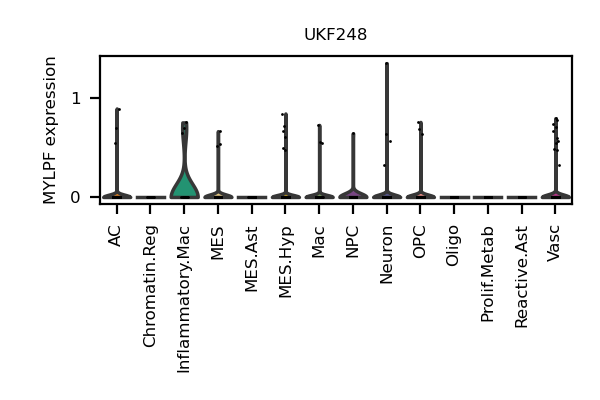 UKF248
MYLPF expression
1
0
AC
Chromatin.Reg
Inflammatory.Mac
MES
MES.Ast
MES.Hyp
Mac
NPC
Neuron
OPC
Oligo
Prolif.Metab
Reactive.Ast
Vasc